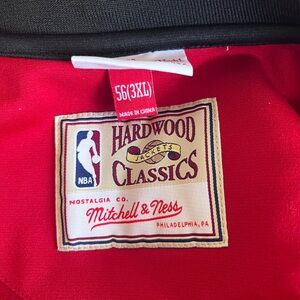 56(3XL)
MADE IN CHINA
HARDWOOD
JACKETS
CLASSICS
NBA
NOSTALGIA CO.
Mitchell & Ness
PHILADELPHIA, PA